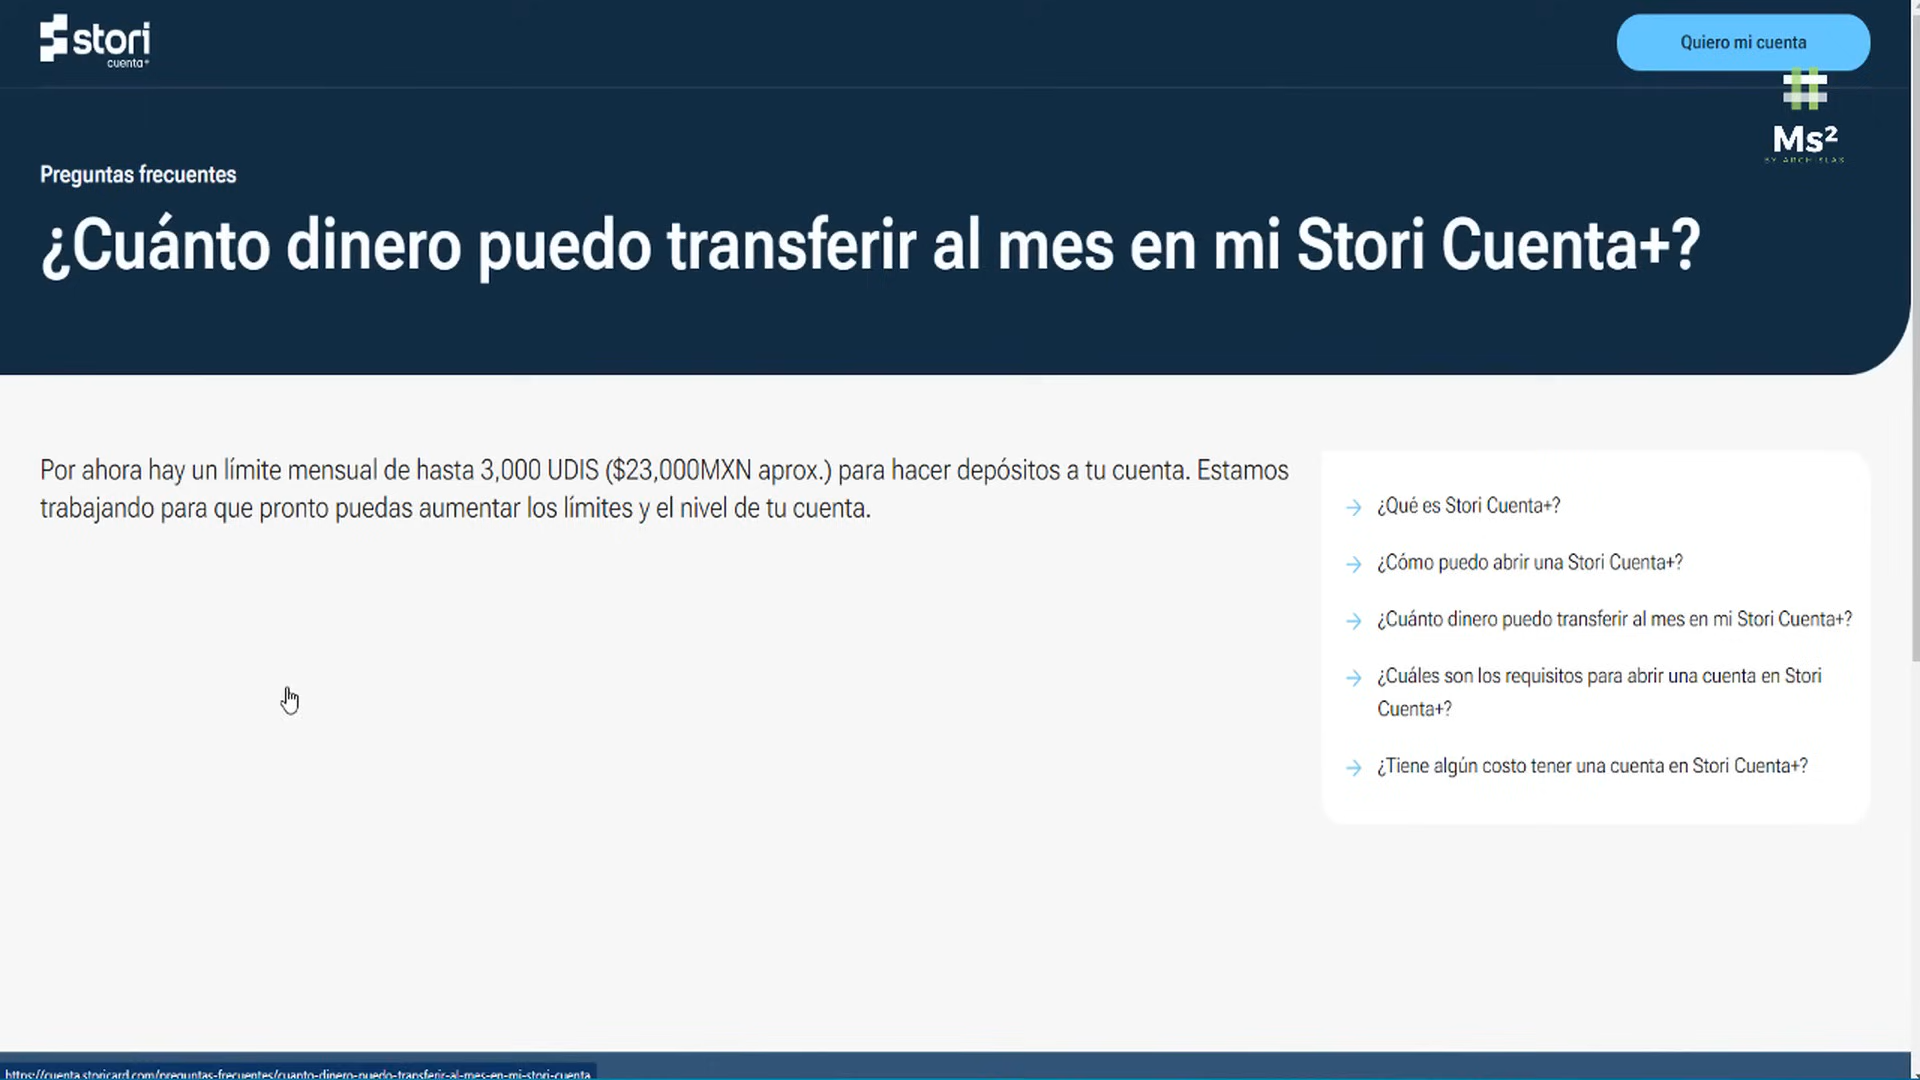 stori
cuenta+
Quiero mi cuenta
Ms²
BY ARCHISLAS
Preguntas frecuentes
¿Cuánto dinero puedo transferir al mes en mi Stori Cuenta+?
Por ahora hay un límite mensual de hasta 3,000 UDIS ($23,000MXN aprox.) para hacer depósitos a tu cuenta. Estamos
trabajando para que pronto puedas aumentar los límites y el nivel de tu cuenta.
¿Qué es Stori Cuenta+?
¿Cómo puedo abrir una Stori Cuenta+?
¿Cuánto dinero puedo transferir al mes en mi Stori Cuenta+?
¿Cuáles son los requisitos para abrir una cuenta en Stori
Cuenta+?
¿Tiene algún costo tener una cuenta en Stori Cuenta+?
https://cuenta.storicard.com/preguntas-frecuentes/cuanto-dinero-puedo-transferir-al-mes-en-mi-stori-cuenta